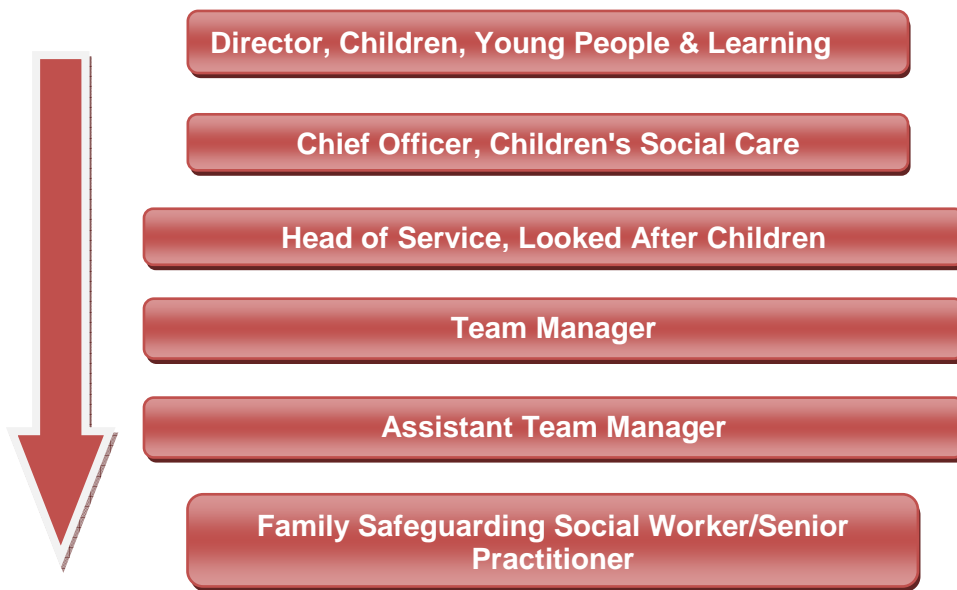 Director, Children, Young People & Learning
Chief Officer, Children's Social Care
Head of Service, Looked After Children
Team Manager
Assistant Team Manager
Family Safeguarding Social Worker/Senior
Practitioner